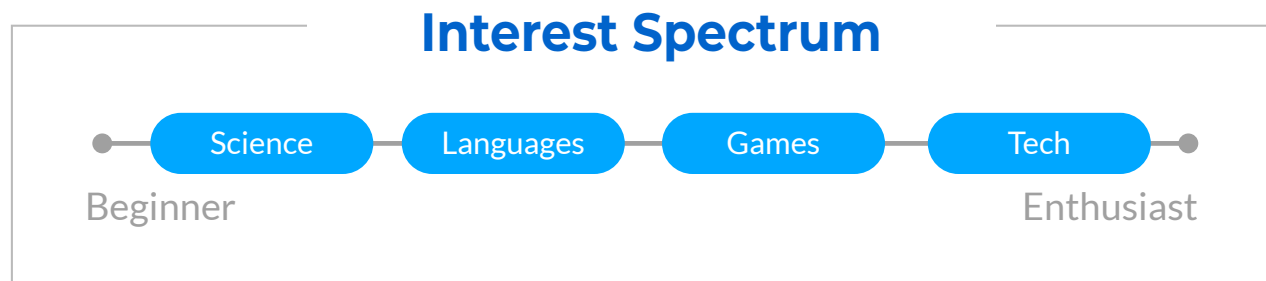 Interest Spectrum
Science Languages Games Tech
Beginner Enthusiast